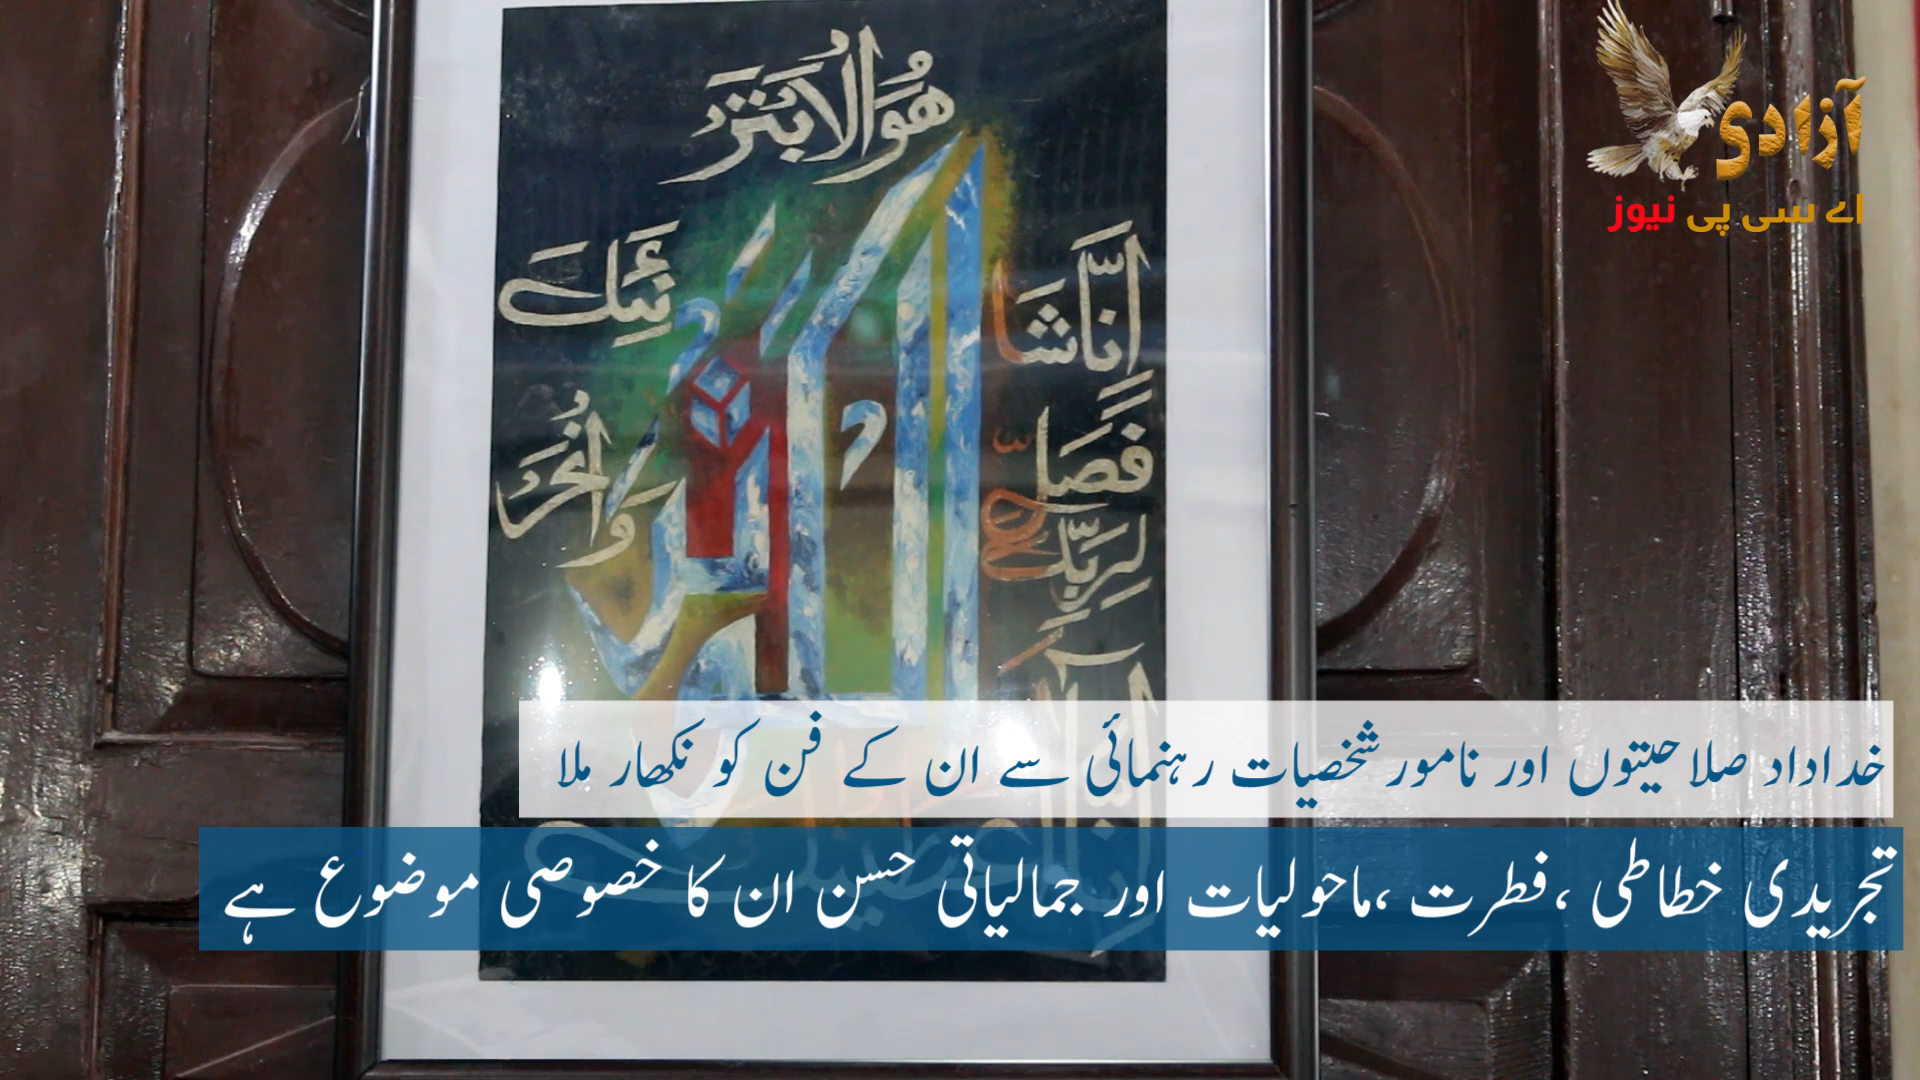 هُوَ الْاَبْتَرُ
آزادی
اے سی پی نیوز
اِنَّ شَا
نِئَكَ
فَصَلِّ
لِرَبِّكَ
وَانْحَرْ
خداداد صلاحیتوں اور نامور شخصیات رہنمائی سے ان کے فن کو نکھار ملا
تجریدی خطاطی ،فطرت ،ماحولیات اور جمالیاتی حسن ان کا خصوصی موضوع ہے